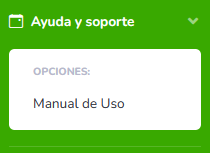 Ayuda y soporte
OPCIONES:
Manual de Uso